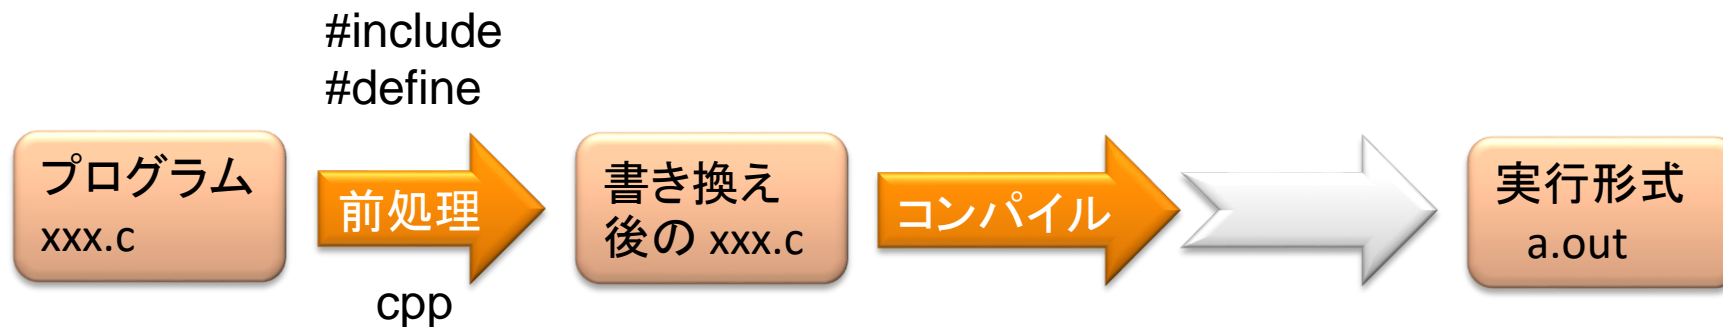 #include
#define
プログラム
xxx.c
前処理
cpp
書き換え
後の xxx.c
コンパイル
実行形式
a.out